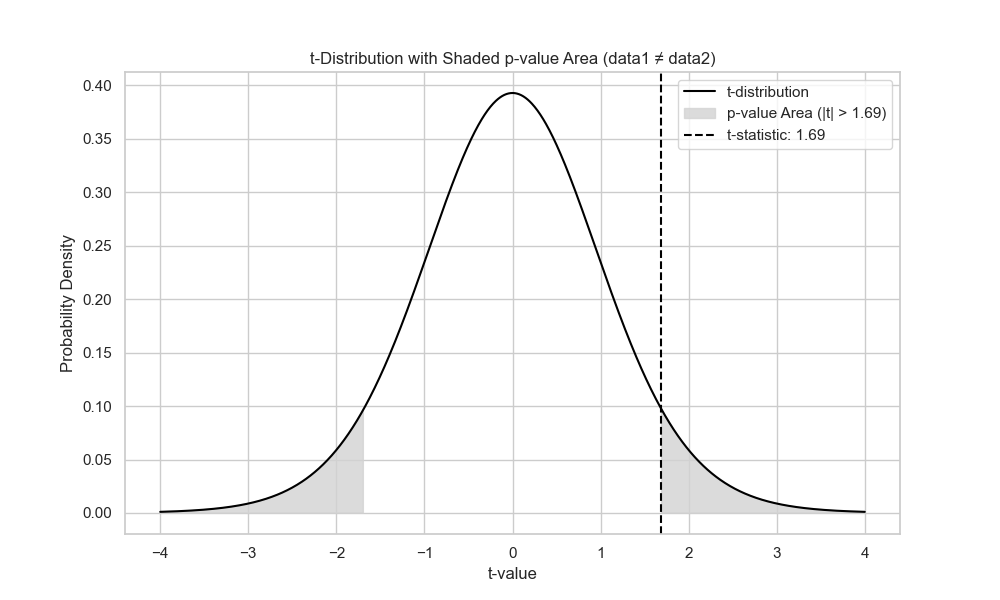 t-Distribution with Shaded p-value Area (data1 ≠ data2)
t-distribution
p-value Area (|t| > 1.69)
t-statistic: 1.69
Probability Density
0.40
0.35
0.30
0.25
0.20
0.15
0.10
0.05
0.00
−4 −3 −2 −1 0 1 2 3 4
t-value